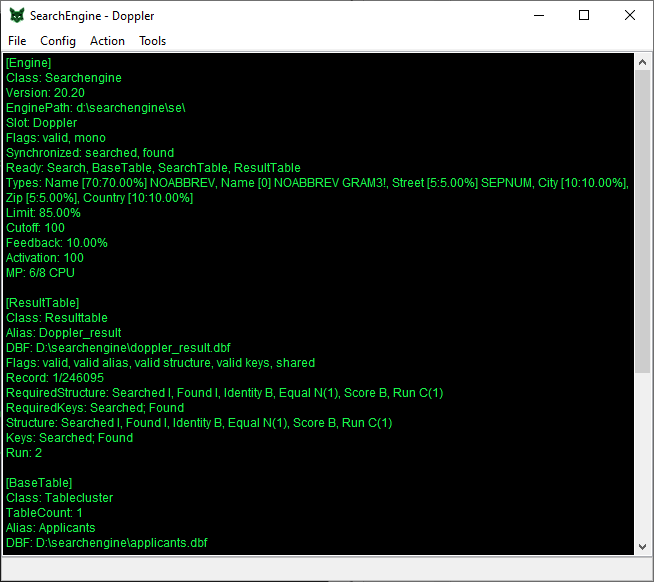 SearchEngine - Doppler
File Config Action Tools
[Engine]
Class: Searchengine
Version: 20.20
EnginePath: d:\searchengine\se\
Slot: Doppler
Flags: valid, mono
Synchronized: searched, found
Ready: Search, BaseTable, SearchTable, ResultTable
Types: Name [70:70.00%] NOABBREV, Name [0] NOABBREV GRAM3!, Street [5:5.00%] SEPNUM, City [10:10.00%],
Zip [5:5.00%], Country [10:10.00%]
Limit: 85.00%
Cutoff: 100
Feedback: 10.00%
Activation: 100
MP: 6/8 CPU
[ResultTable]
Class: Resulttable
Alias: Doppler_result
DBF: D:\searchengine\doppler_result.dbf
Flags: valid, valid alias, valid structure, valid keys, shared
Record: 1/246095
RequiredStructure: Searched I, Found I, Identity B, Equal N(1), Score B, Run C(1)
RequiredKeys: Searched; Found
Structure: Searched I, Found I, Identity B, Equal N(1), Score B, Run C(1)
Keys: Searched; Found
Run: 2
[BaseTable]
Class: Tablecluster
TableCount: 1
Alias: Applicants
DBF: D:\searchengine\applicants.dbf